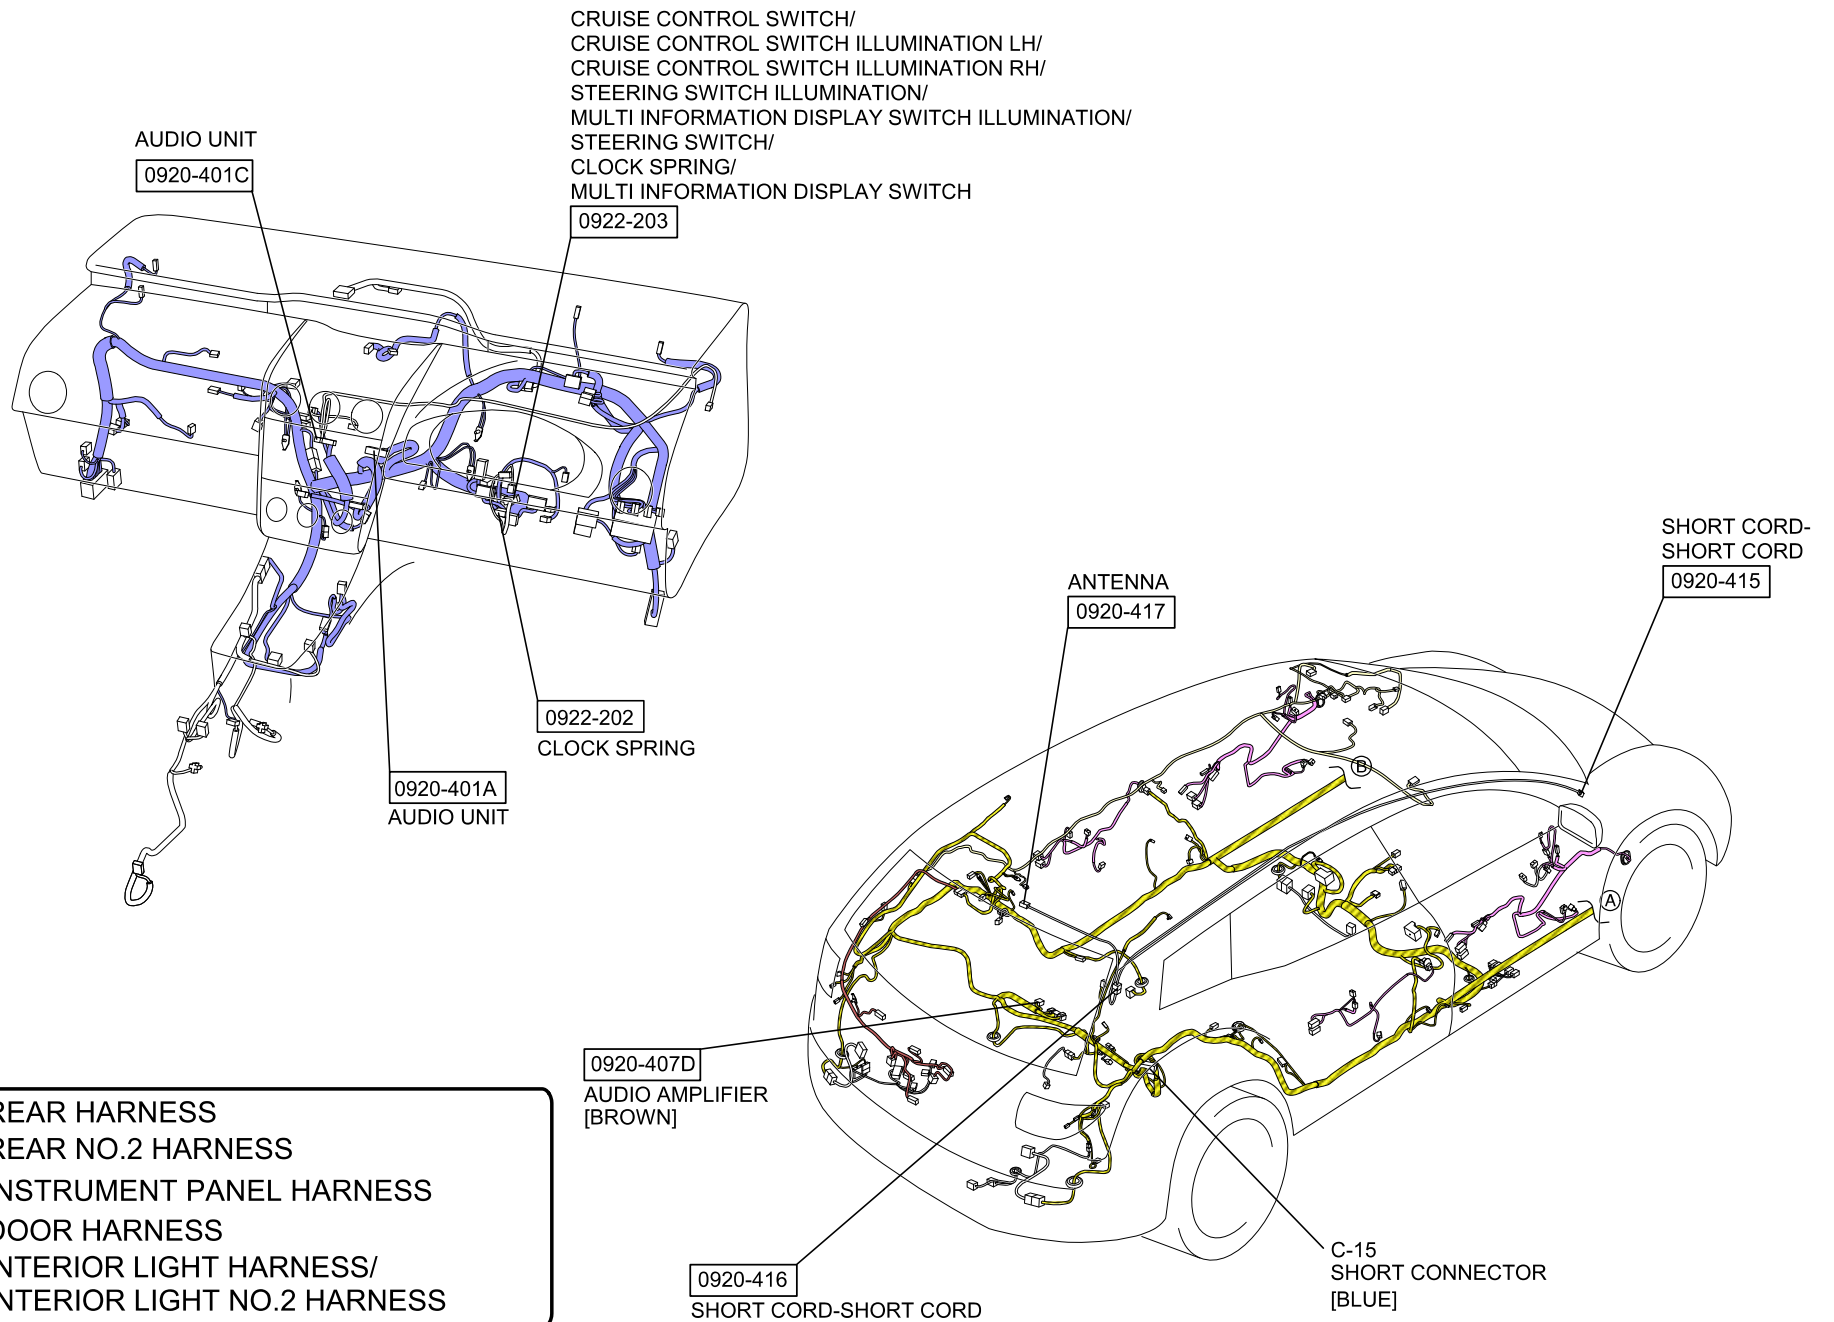 CRUISE CONTROL SWITCH/
CRUISE CONTROL SWITCH ILLUMINATION LH/
CRUISE CONTROL SWITCH ILLUMINATION RH/
STEERING SWITCH ILLUMINATION/
MULTI INFORMATION DISPLAY SWITCH ILLUMINATION/
STEERING SWITCH/
CLOCK SPRING/
MULTI INFORMATION DISPLAY SWITCH
0922-203
AUDIO UNIT
0920-401C
0922-202
CLOCK SPRING
0920-401A
AUDIO UNIT
SHORT CORD-
SHORT CORD
0920-415
ANTENNA
0920-417
B
A
0920-407D
AUDIO AMPLIFIER
[BROWN]
0920-416
SHORT CORD-SHORT CORD
C-15
SHORT CONNECTOR
[BLUE]
REAR HARNESS
REAR NO.2 HARNESS
NSTRUMENT PANEL HARNESS
DOOR HARNESS
NTERIOR LIGHT HARNESS/
NTERIOR LIGHT NO.2 HARNESS